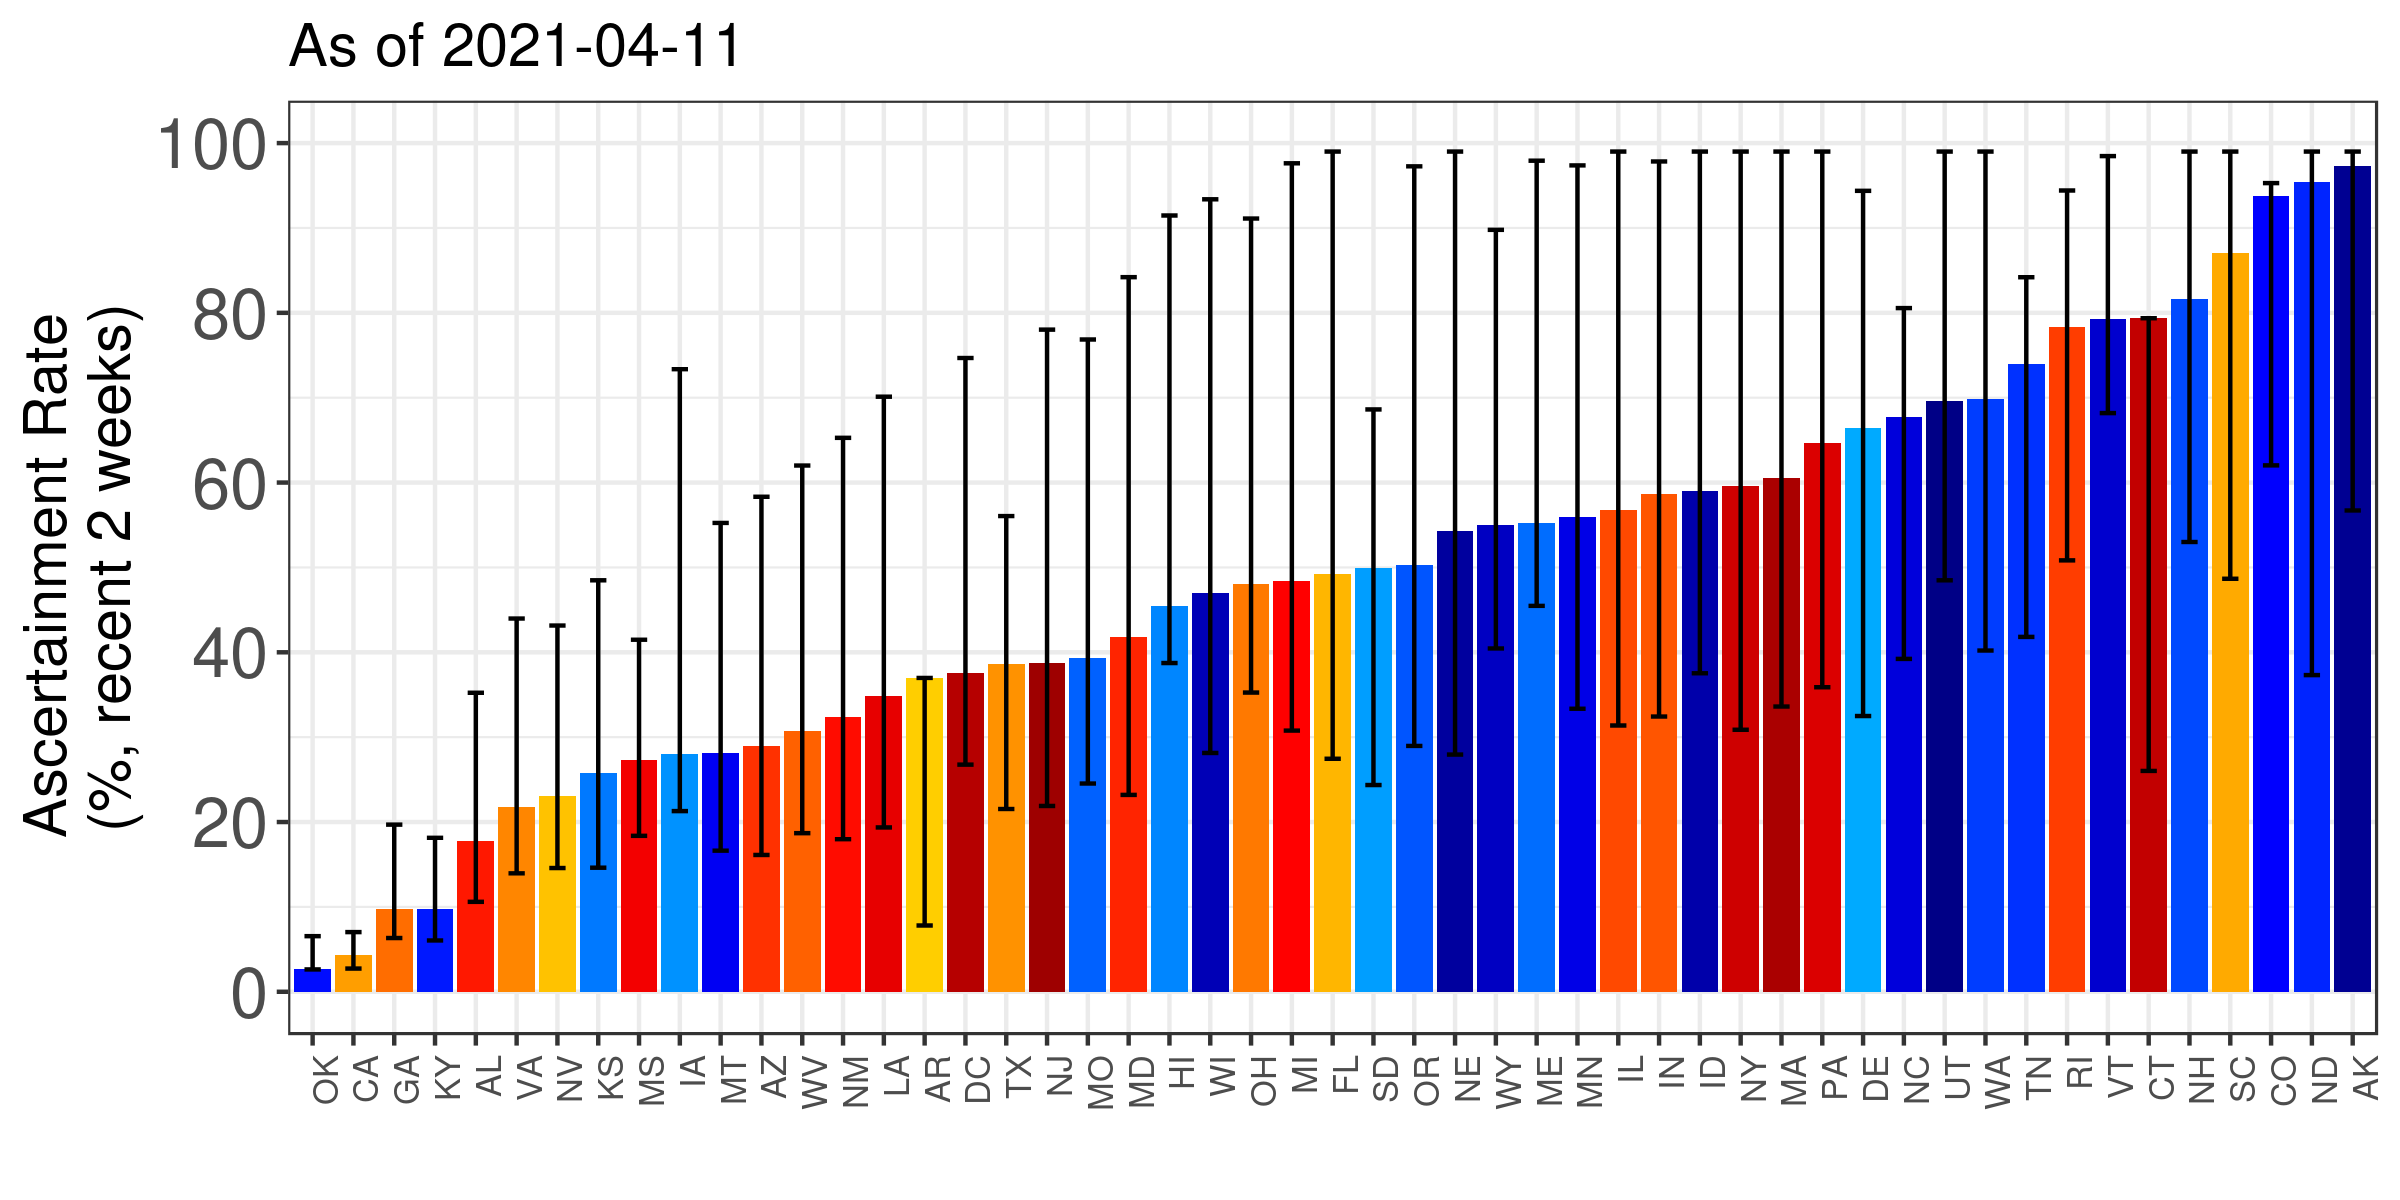 As of 2021-04-11
Ascertainment Rate
(%, recent 2 weeks)
100
80
60
40
20
0
OK CA GA KY AL VA NV KS MS IA MT AZ WV NM LA AR DC TX NJ MO MD HI WI OH MI FL SD OR NE WY ME MN IL IN ID NY MA PA DE NC UT WA TN RI VT CT NH SC CO ND AK